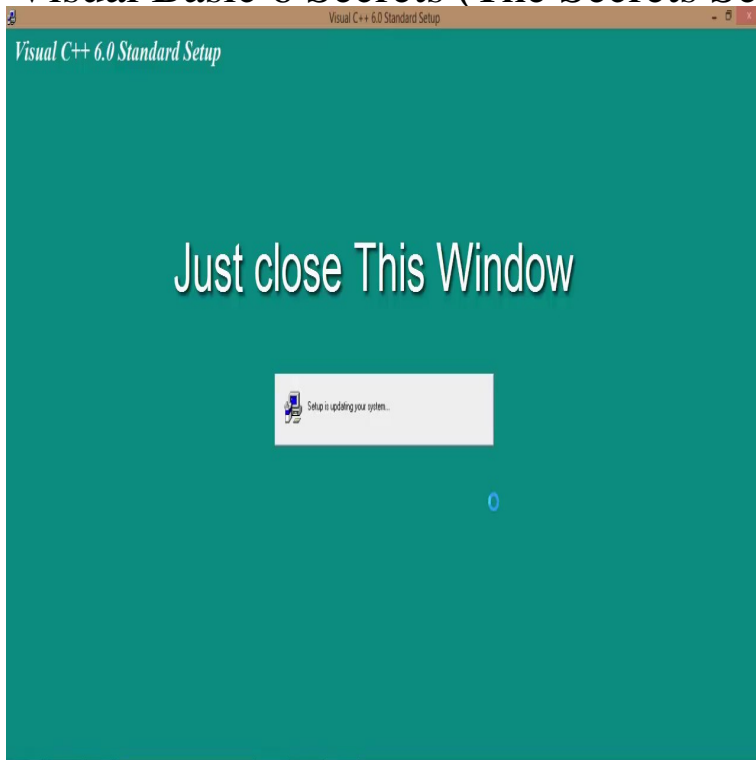 Visual Basic 6 Secrets (The Secrets Se
Visual C++ 6.0 Standard Setup
Visual C++ 6.0 Standard Setup
Just close This Window
Setup is updating your system...